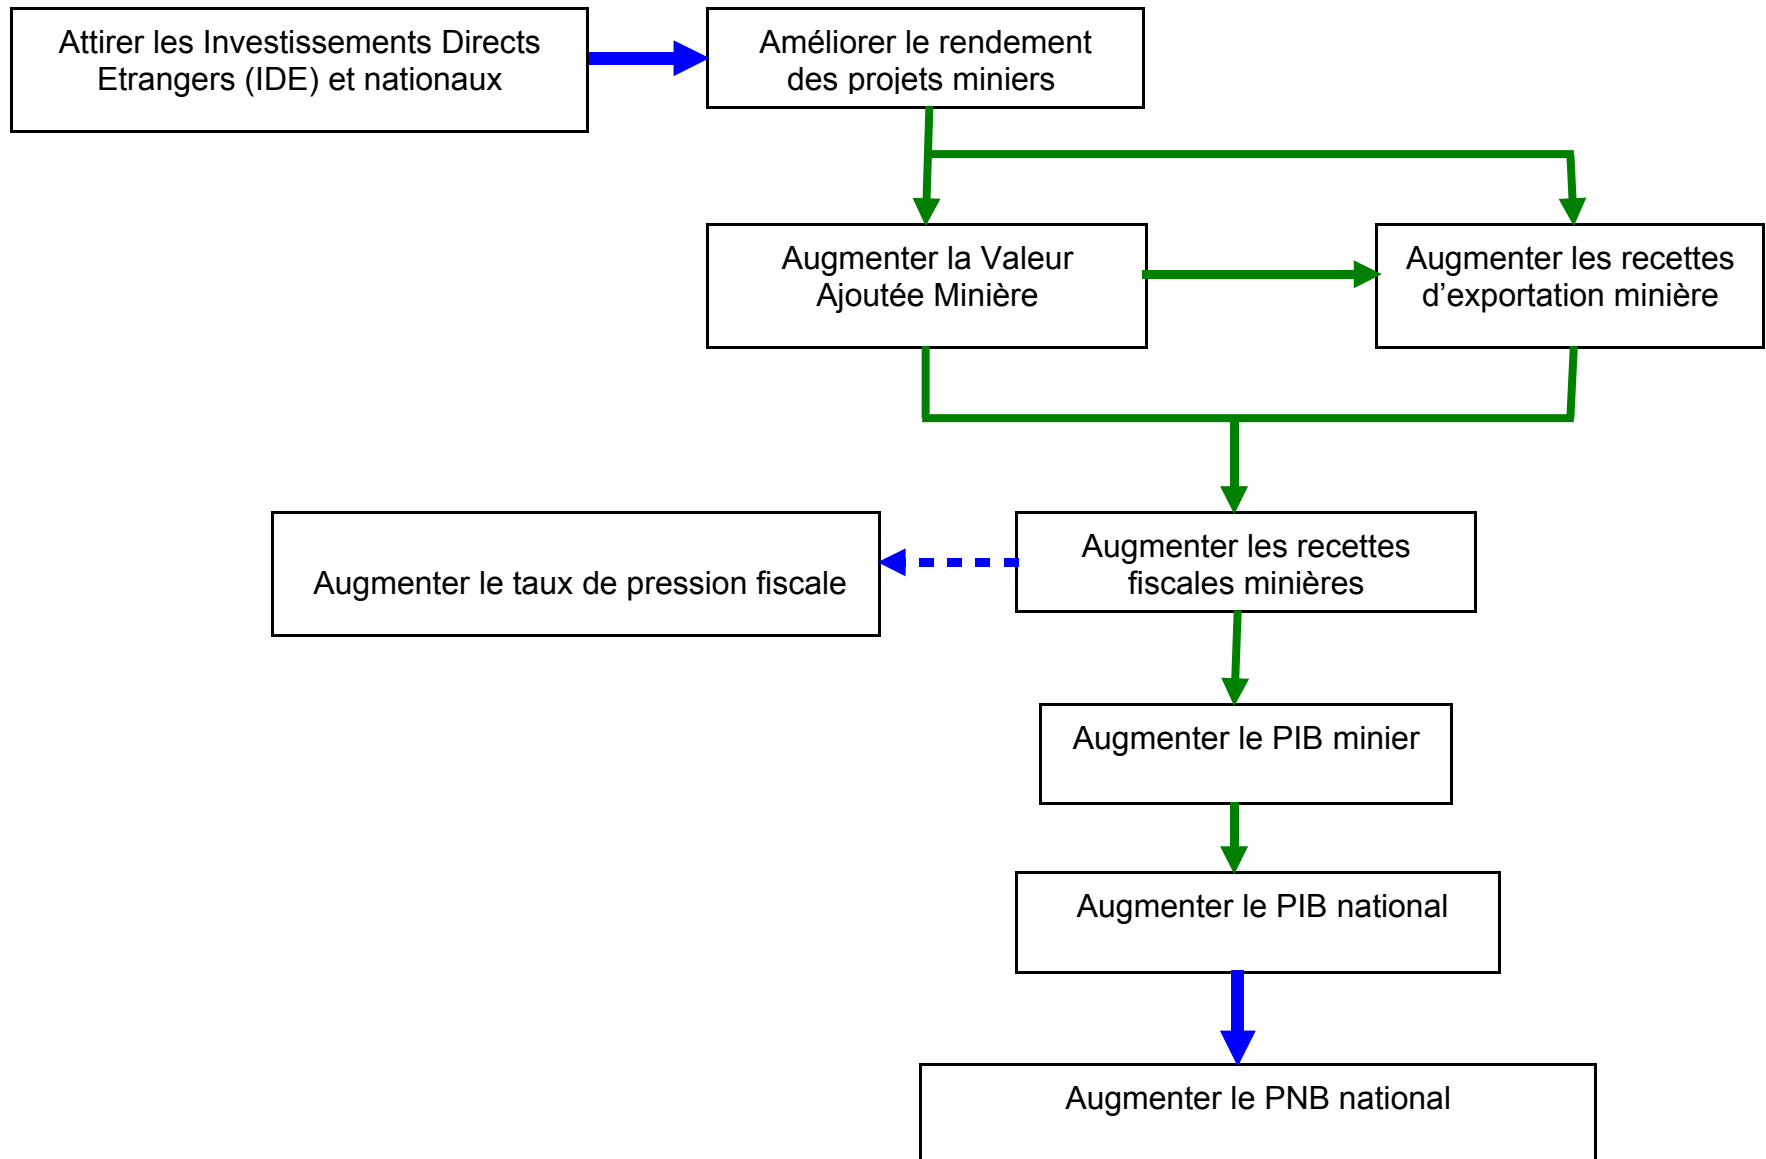 Attirer les Investissements Directs
Etrangers (IDE) et nationaux
Améliorer le rendement
des projets miniers
Augmenter la Valeur
Ajoutée Minière
Augmenter les recettes
d’exportation minière
Augmenter le taux de pression fiscale
Augmenter les recettes
fiscales minières
Augmenter le PIB minier
Augmenter le PIB national
Augmenter le PNB national